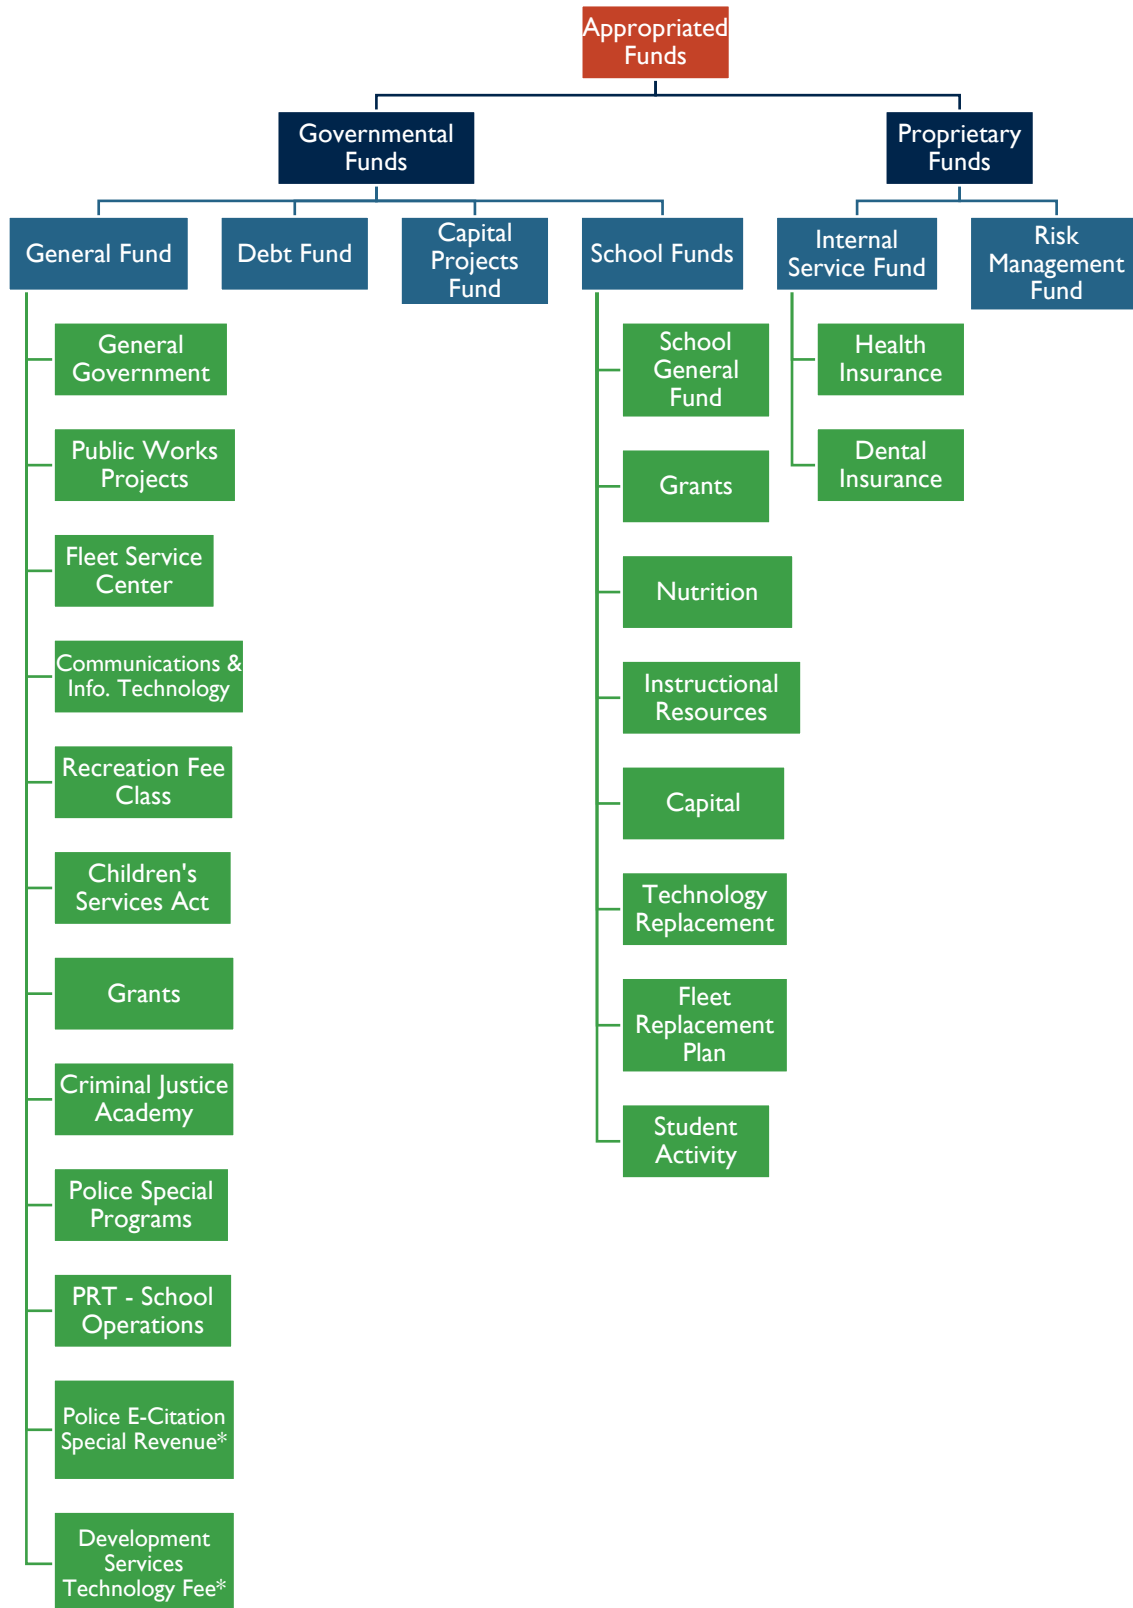 Appropriated
Funds
Governmental
Funds
Proprietary
Funds
General Fund
Debt Fund
Capital
Projects
Fund
School Funds
Internal
Service Fund
Risk
Management
Fund
General
Government
Public Works
Projects
Fleet Service
Center
Communications &
Info. Technology
Recreation Fee
Class
Children's
Services Act
Grants
Criminal Justice
Academy
Police Special
Programs
PRT - School
Operations
Police E-Citation
Special Revenue*
Development
Services
Technology Fee*
School
General
Fund
Grants
Nutrition
Instructional
Resources
Capital
Technology
Replacement
Fleet
Replacement
Plan
Student
Activity
Health
Insurance
Dental
Insurance